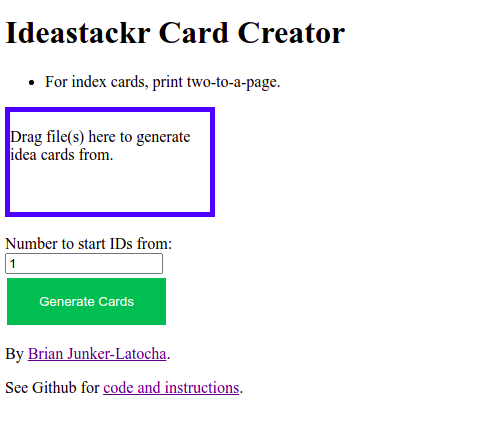 Ideastackr Card Creator
• For index cards, print two-to-a-page.
Drag file(s) here to generate
idea cards from.
Number to start IDs from:
1
Generate Cards
By Brian Junker-Latocha.
See Github for code and instructions.